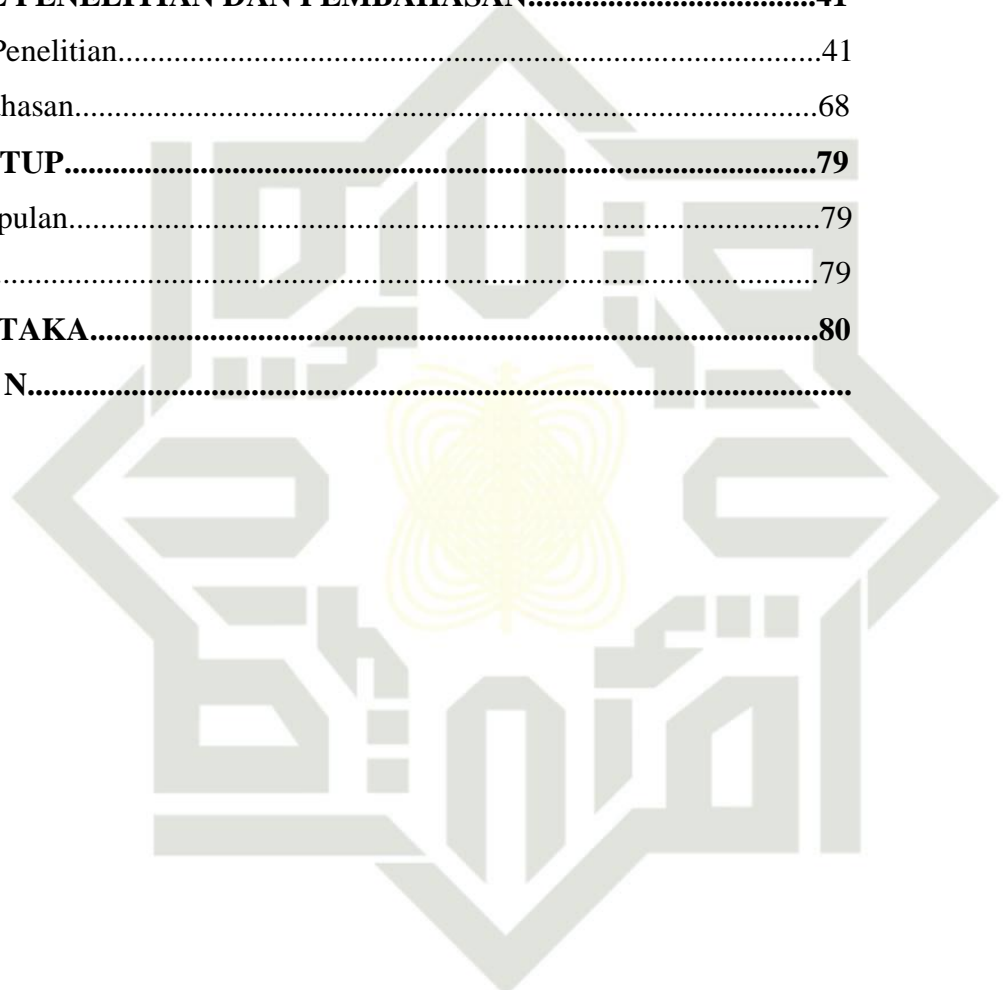 PENELITIAN DAN PEMBAHASAN....................................41
Penelitian........................................................................................41
hasan.............................................................................................68
TUP...............................................................................................79
pulan..............................................................................................79
.......................................................................................................79
TAKA...........................................................................................80
N.....................................................................................................